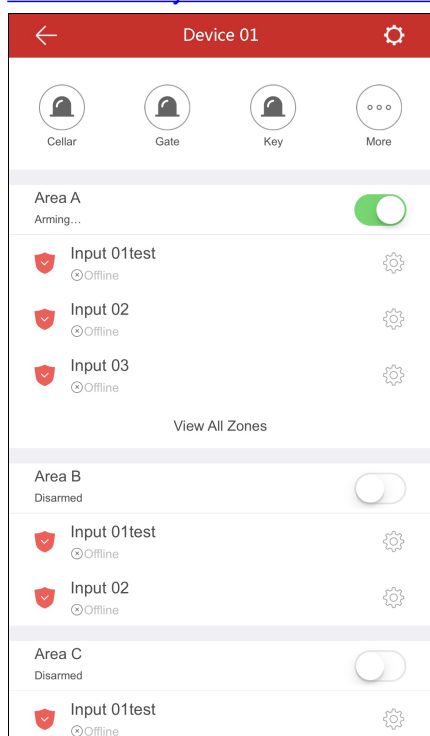 Device 01
Cellar Gate Key More
Area A
Arming...
Input 01test
Offline
Input 02
Offline
Input 03
Offline
View All Zones
Area B
Disarmed
Input 01test
Offline
Input 02
Offline
Area C
Disarmed
Input 01test
Offline